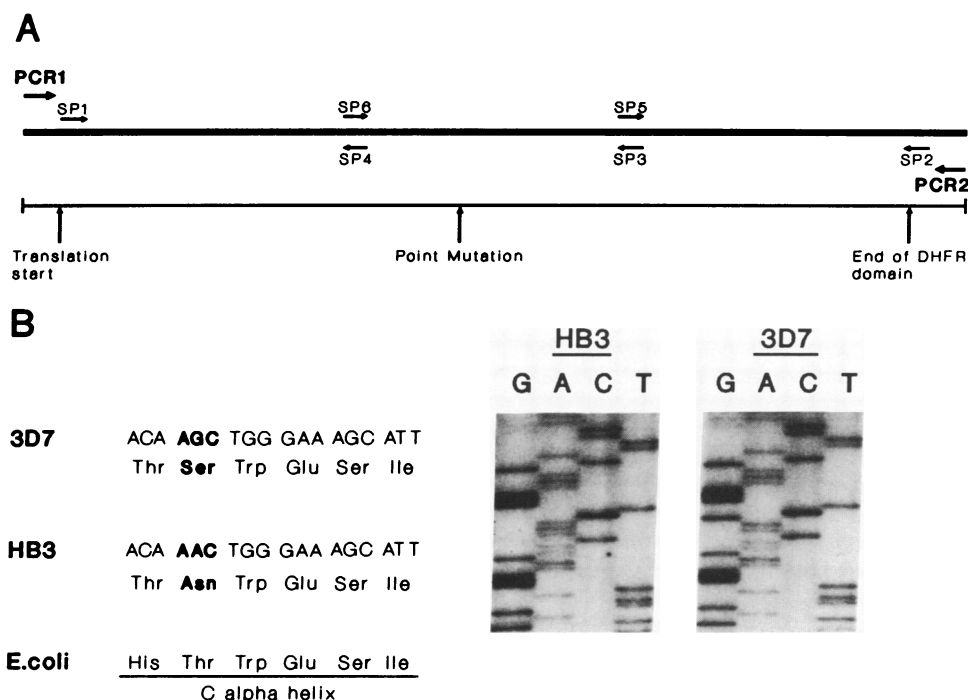 A
PCR1
SP1
SP6
SP5
SP4
SP3
SP2
PCR2
Translation start
Point Mutation
End of DHFR domain
B
HB3
3D7
G A C T
G A C T
3D7
ACA AGC TGG GAA AGC ATT
Thr Ser Trp Glu Ser Ile
HB3
ACA AAC TGG GAA AGC ATT
Thr Asn Trp Glu Ser Ile
E.coli
His Thr Trp Glu Ser Ile
C alpha helix